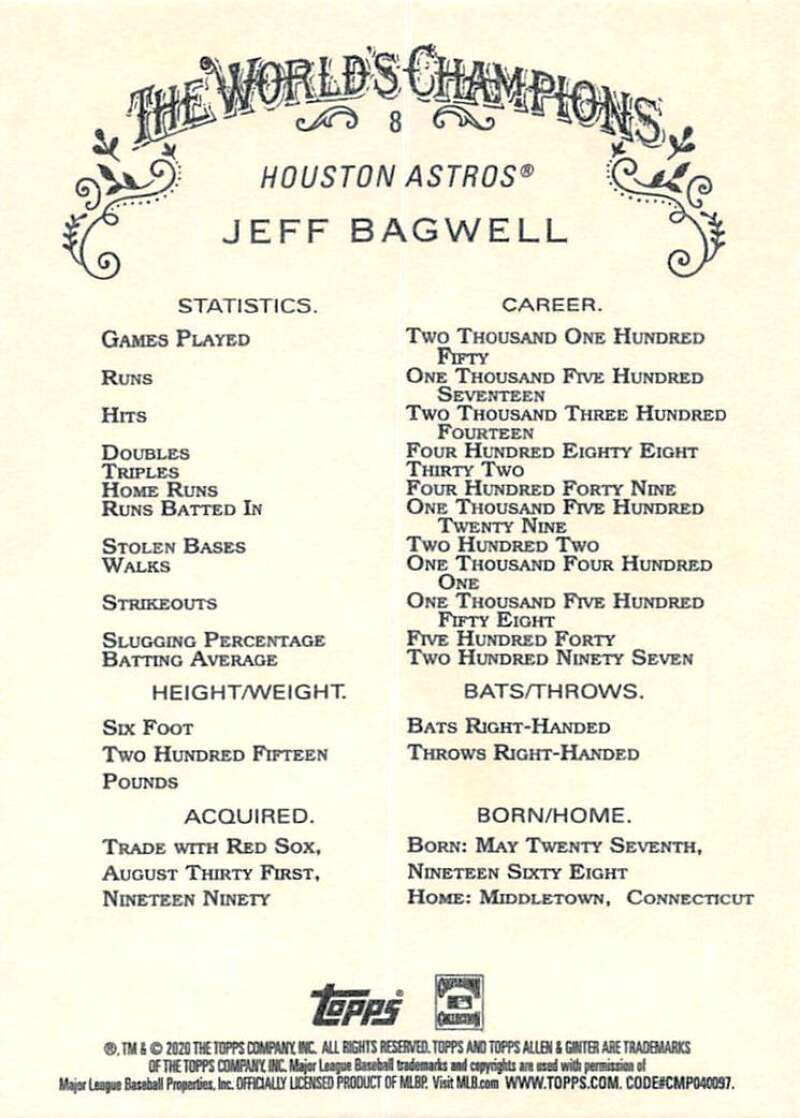 THE WORLD'S CHAMPIONS
8
HOUSTON ASTROS®
JEFF BAGWELL
STATISTICS. CAREER.
GAMES PLAYED TWO THOUSAND ONE HUNDRED
FIFTY
RUNS ONE THOUSAND FIVE HUNDRED
SEVENTEEN
HITS TWO THOUSAND THREE HUNDRED
FOURTEEN
DOUBLES FOUR HUNDRED EIGHTY EIGHT
TRIPLES THIRTY TWO
HOME RUNS FOUR HUNDRED FORTY NINE
RUNS BATTED IN ONE THOUSAND FIVE HUNDRED
TWENTY NINE
STOLEN BASES TWO HUNDRED TWO
WALKS ONE THOUSAND FOUR HUNDRED
ONE
STRIKEOUTS ONE THOUSAND FIVE HUNDRED
FIFTY EIGHT
SLUGGING PERCENTAGE FIVE HUNDRED FORTY
BATTING AVERAGE TWO HUNDRED NINETY SEVEN
HEIGHT/WEIGHT. BATS/THROWS.
SIX FOOT BATS RIGHT-HANDED
TWO HUNDRED FIFTEEN THROWS RIGHT-HANDED
POUNDS
ACQUIRED. BORN/HOME.
TRADE WITH RED SOX, BORN: MAY TWENTY SEVENTH,
AUGUST THIRTY FIRST, NINETEEN SIXTY EIGHT
NINETEEN NINETY HOME: MIDDLETOWN, CONNECTICUT
topps®
®, TM & © 2020 THE TOPPS COMPANY, INC. ALL RIGHTS RESERVED. TOPPS AND TOPPS ALLEN & GINTER ARE TRADEMARKS
OF THE TOPPS COMPANY, INC. Major League Baseball trademarks and copyrights are used with permission of
Major League Baseball Properties, Inc. OFFICIALLY LICENSED PRODUCT OF MLBP. Visit MLB.com WWW.TOPPS.COM. CODE#CMP040097.